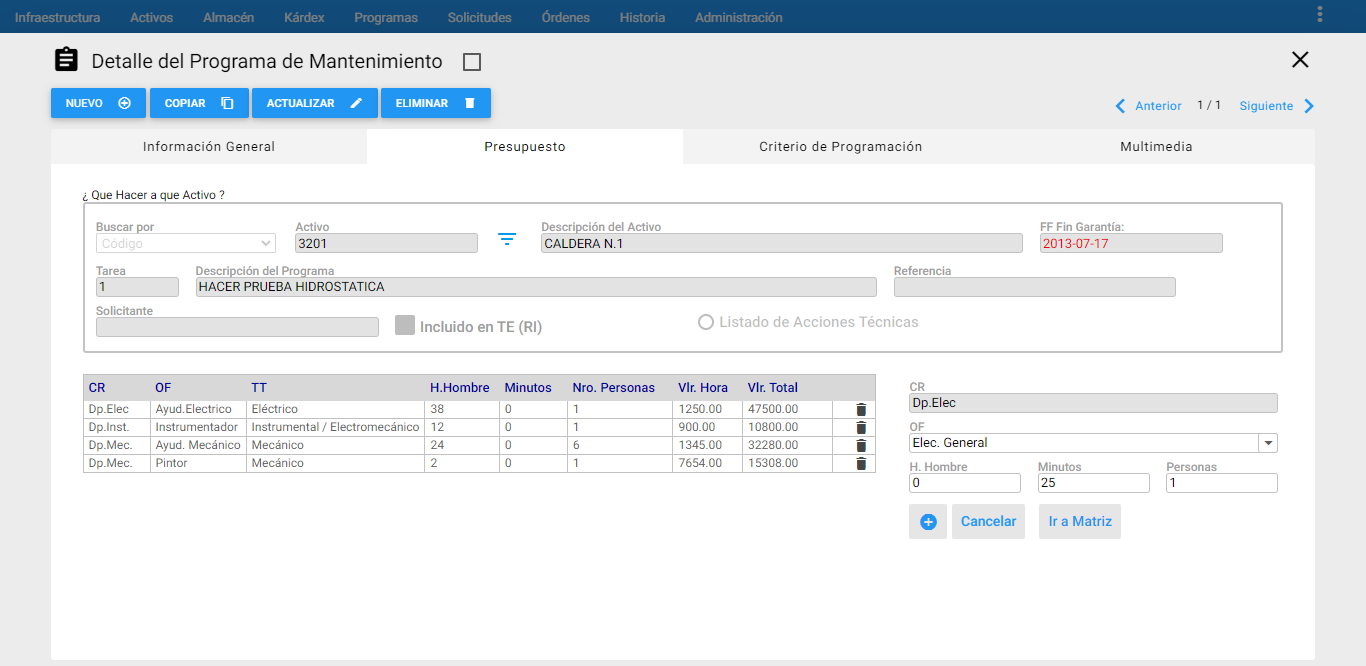 Infraestructura Activos Almacén Kárdex Programas Solicitudes Órdenes Historia Administración
Detalle del Programa de Mantenimiento
NUEVO COPIAR ACTUALIZAR ELIMINAR
Anterior 1 / 1 Siguiente
Información General Presupuesto Criterio de Programación Multimedia
¿ Que Hacer a que Activo ?
Buscar por Activo Descripción del Activo FF Fin Garantía:
Código 3201 CALDERA N.1 2013-07-17
Tarea Descripción del Programa Referencia
1 HACER PRUEBA HIDROSTATICA
Solicitante
Incluido en TE (RI) Listado de Acciones Técnicas
CR OF TT H.Hombre Minutos Nro. Personas Vlr. Hora Vlr. Total
Dp.Elec Ayud.Electrico Eléctrico 38 0 1 1250.00 47500.00
Dp.Inst. Instrumentador Instrumental / Electromecánico 12 0 1 900.00 10800.00
Dp.Mec. Ayud. Mecánico Mecánico 24 0 6 1345.00 32280.00
Dp.Mec. Pintor Mecánico 2 0 1 7654.00 15308.00
CR
Dp.Elec
OF
Elec. General
H. Hombre Minutos Personas
0 25 1
Cancelar Ir a Matriz